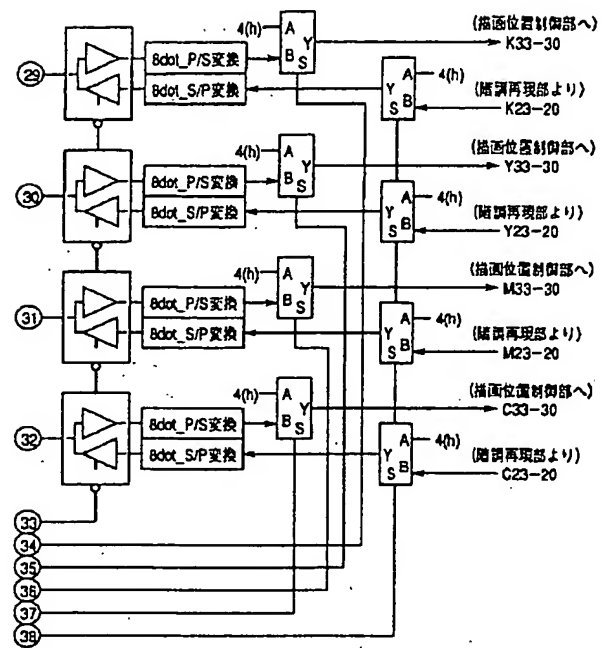 (描画位置制御部へ)
4(h) A
Y
K33-30
29
8dot_P/S変換
B
S
8dot_S/P変換
A 4(h)
(階調再現部より)
Y
S B
K23-20
(描画位置制御部へ)
4(h) A
Y
Y33-30
30
8dot_P/S変換
B
S
8dot_S/P変換
A 4(h)
(階調再現部より)
Y
S B
Y23-20
(描画位置制御部へ)
4(h) A
Y
M33-30
31
8dot_P/S変換
B
S
8dot_S/P変換
A 4(h)
(階調再現部より)
Y
S B
M23-20
(描画位置制御部へ)
4(h) A
Y
C33-30
32
8dot_P/S変換
B
S
8dot_S/P変換
A 4(h)
(階調再現部より)
Y
S B
C23-20
33
34
35
36
37
38